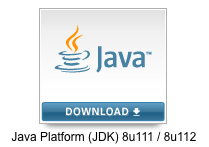 Java™
DOWNLOAD
Java Platform (JDK) 8u111 / 8u112